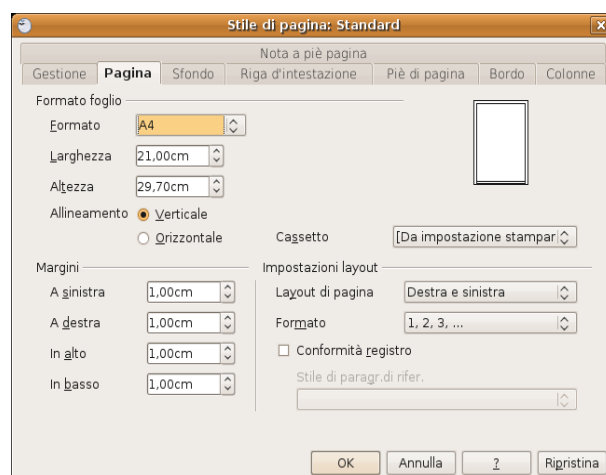 Stile di pagina: Standard
Nota a piè pagina
Gestione Pagina Sfondo Riga d'intestazione Piè di pagina Bordo Colonne
Formato foglio
Formato A4
Larghezza 21,00cm
Altezza 29,70cm
Allineamento Verticale
Orizzontale Cassetto [Da impostazione stampar
Margini Impostazioni layout
A sinistra 1,00cm Layout di pagina Destra e sinistra
A destra 1,00cm Formato 1, 2, 3, ...
In alto 1,00cm Conformità registro
In basso 1,00cm Stile di paragr.di rifer.
OK Annulla ? Ripristina